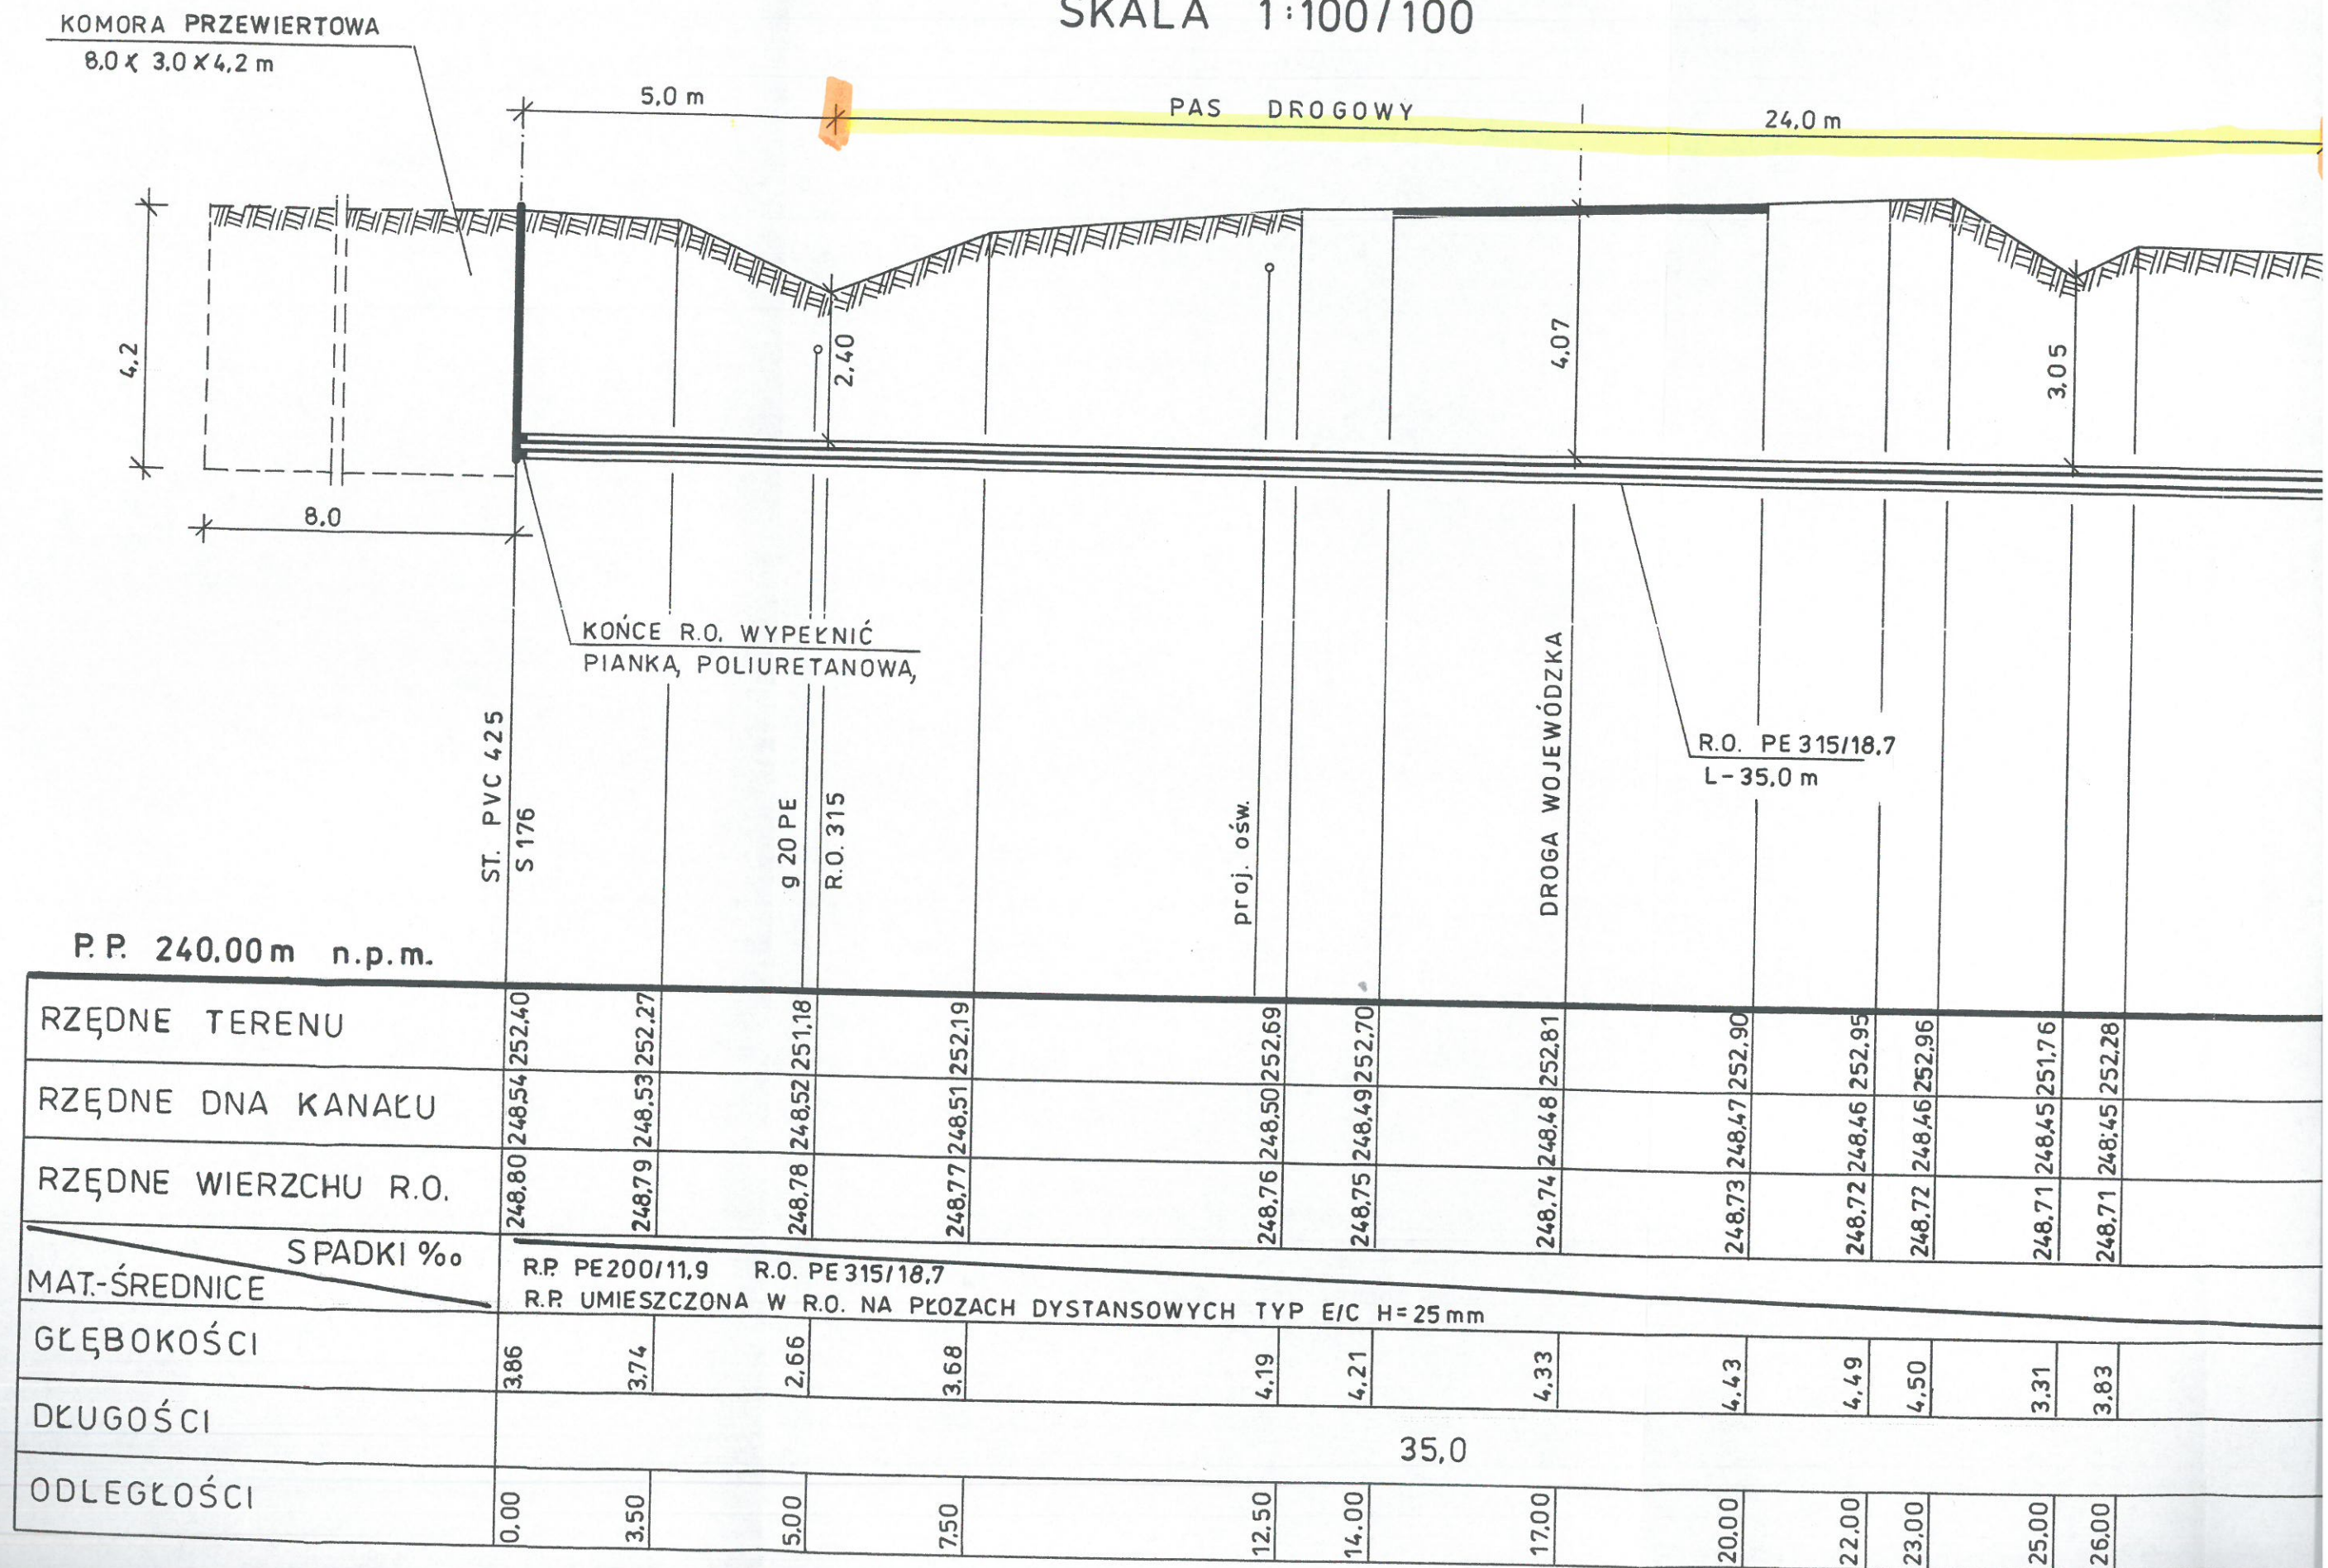 SKALA 1:100/100
KOMORA PRZEWIERTOWA
8,0 x 3,0 x 4,2 m
5,0 m
PAS DROGOWY
24,0 m
4,2
2,40
4,07
3,05
8,0
KOŃCE R.O. WYPEŁNIĆ
PIANKĄ POLIURETANOWĄ
R.O. PE 315/18,7
L-35,0 m
ST. PVC 425
S 176
g 20 PE
R.O. 315
proj. ośw.
DROGA WOJEWÓDZKA
P.P. 240,00 m n.p.m.
RZĘDNE TERENU 252,40 252,27 251,18 252,19 252,69 252,70 252,81 252,90 252,95 252,96 251,76 252,28
RZĘDNE DNA KANAŁU 248,54 248,53 248,52 248,51 248,50 248,49 248,48 248,47 248,46 248,46 248,45 248,45
RZĘDNE WIERZCHU R.O. 248,80 248,79 248,78 248,77 248,76 248,75 248,74 248,73 248,72 248,72 248,71 248,71
SPADKI ‰
MAT.-ŚREDNICE
R.P. PE200/11,9 R.O. PE315/18,7
R.P. UMIESZCZONA W R.O. NA PŁOZACH DYSTANSOWYCH TYP E/C H=25 mm
GŁĘBOKOŚCI 3,86 3,74 2,66 3,68 4,19 4,21 4,33 4,43 4,49 4,50 3,31 3,83
DŁUGOŚCI 35,0
ODLEGŁOŚCI 0,00 3,50 5,00 7,50 12,50 14,00 17,00 20,00 22,00 23,00 25,00 26,00